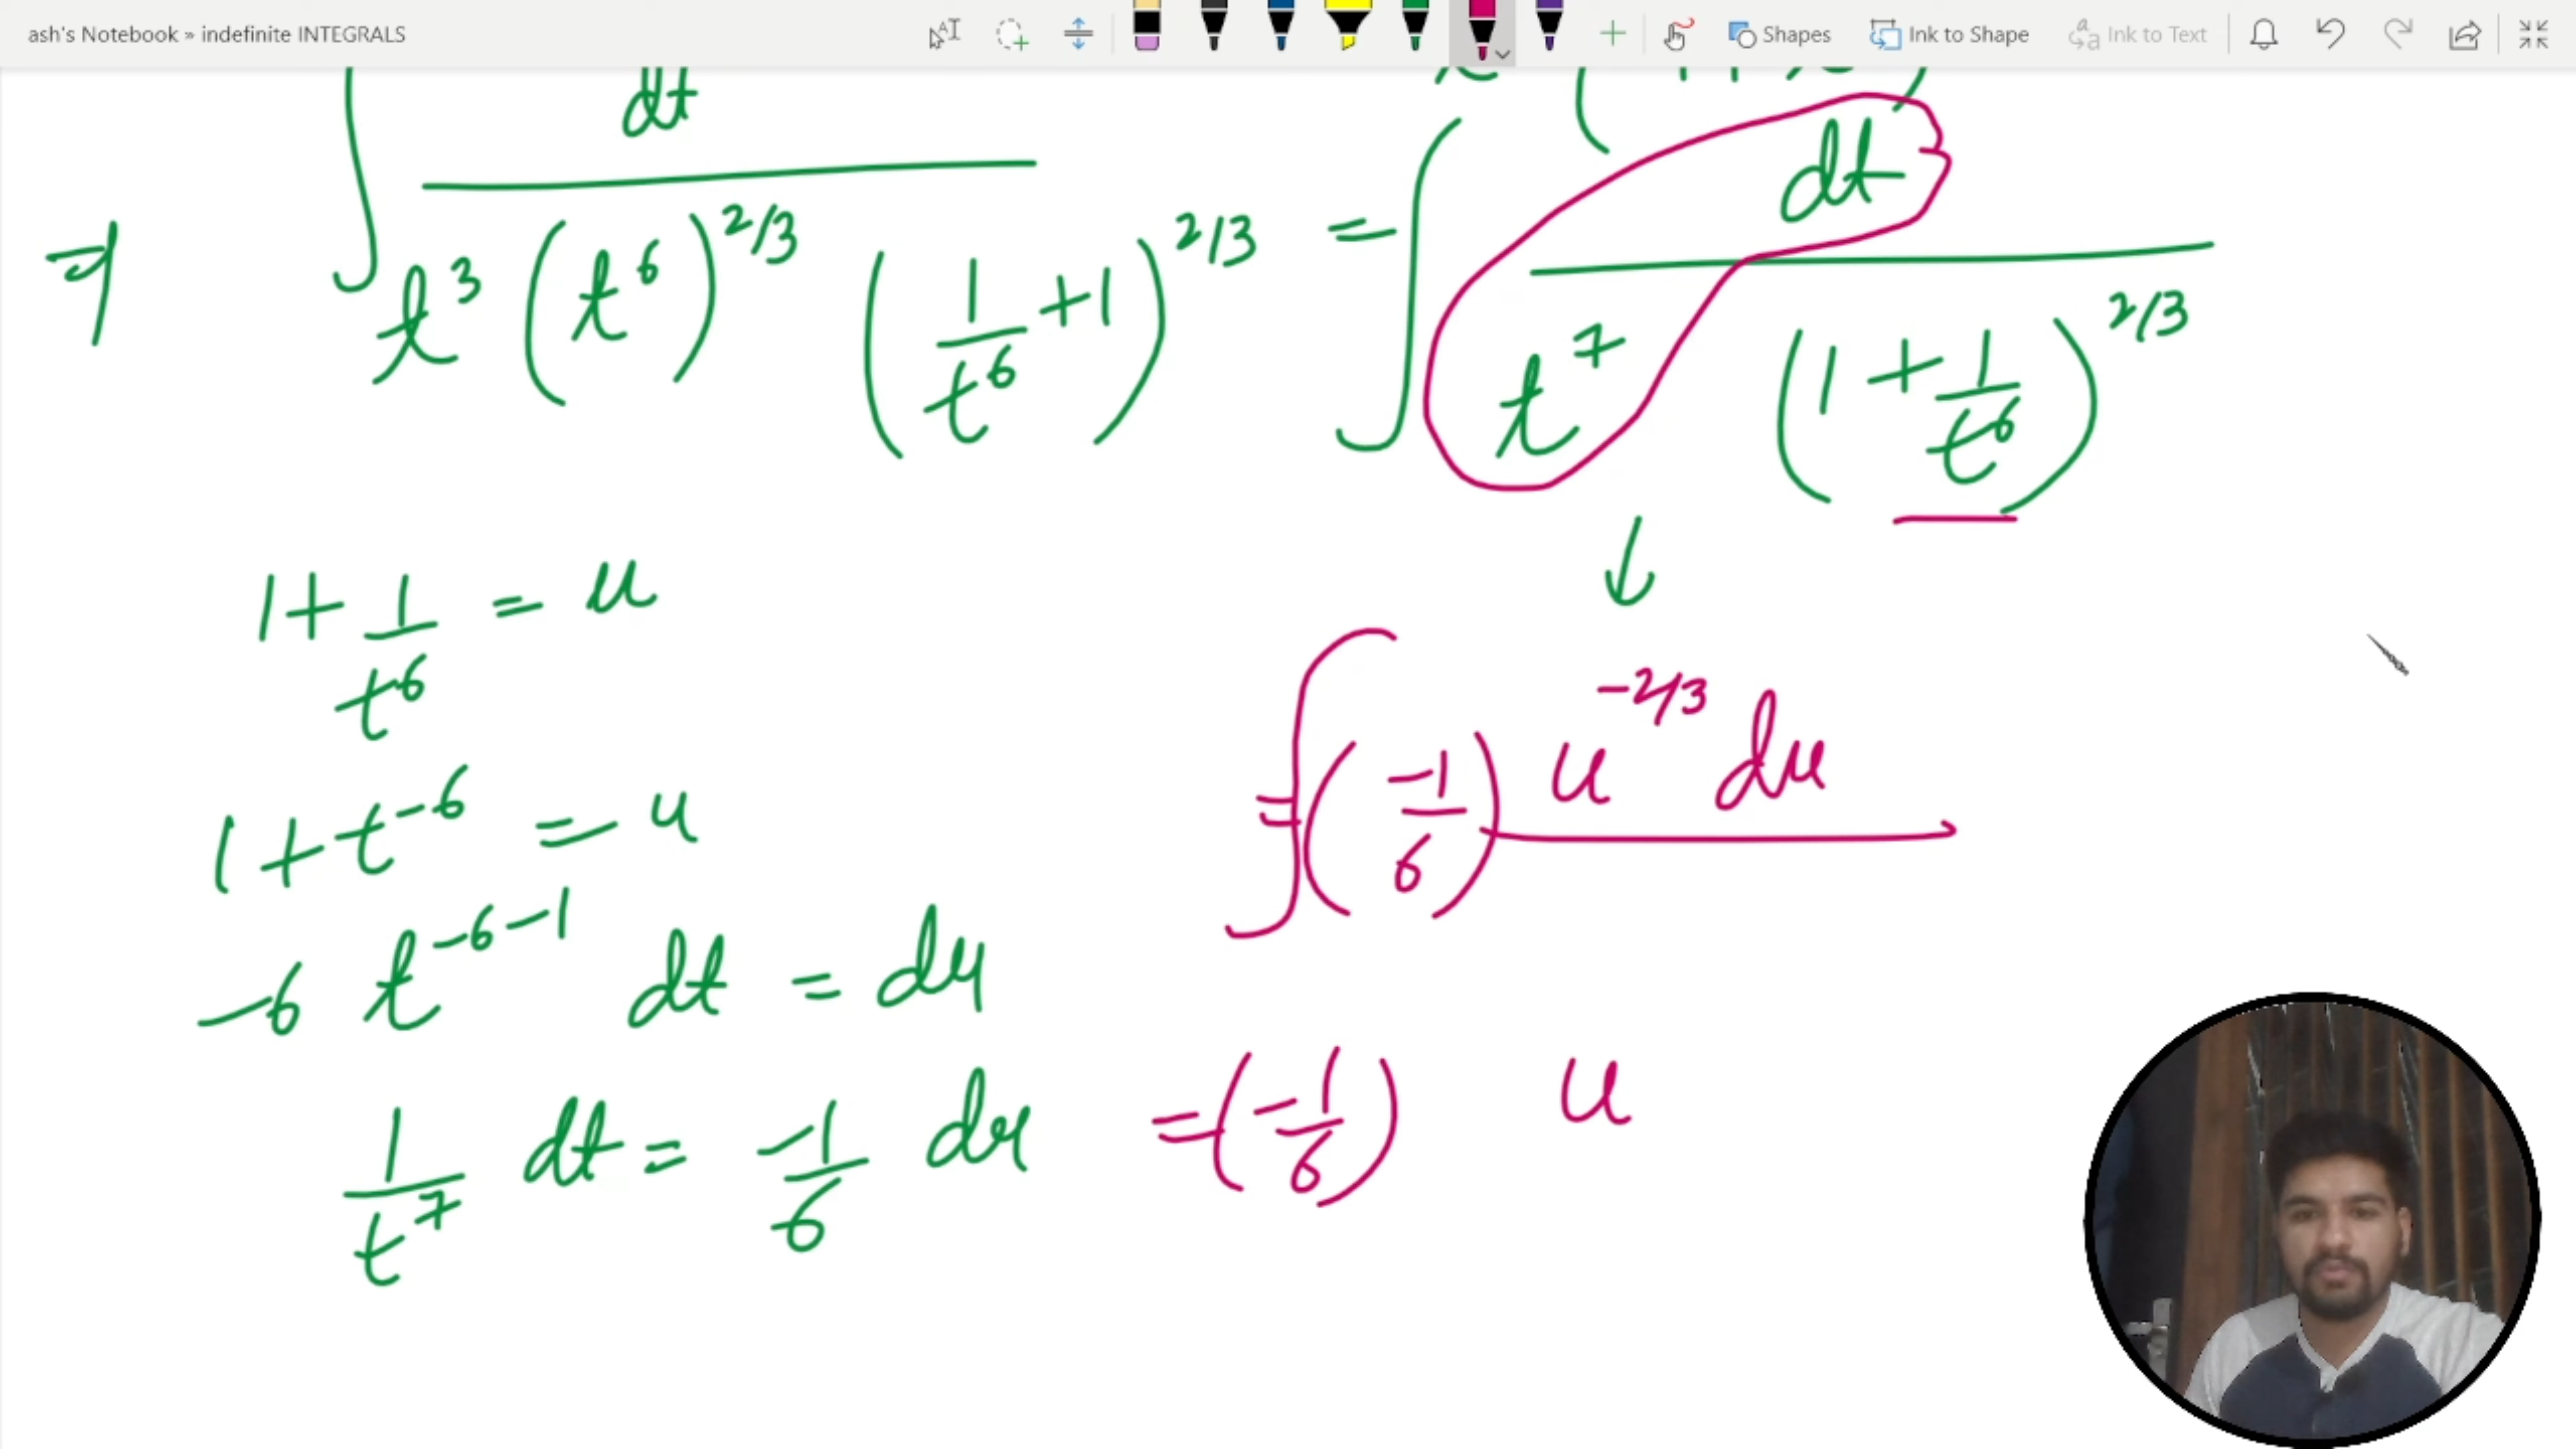 ash's Notebook » indefinite INTEGRALS
Shapes
Ink to Shape
Ink to Text
⇒ ∫ dt / t³ (t⁶)^2/3 (1/t⁶ + 1)^2/3 = ∫ dt / t⁷ (1 + 1/t⁶)^2/3
↓
1 + 1/t⁶ = u
1 + t^-6 = u
-6 t^-6-1 dt = du
1/t⁷ dt = -1/6 du
= ∫ (-1/6) u^-2/3 du
= (-1/6) u